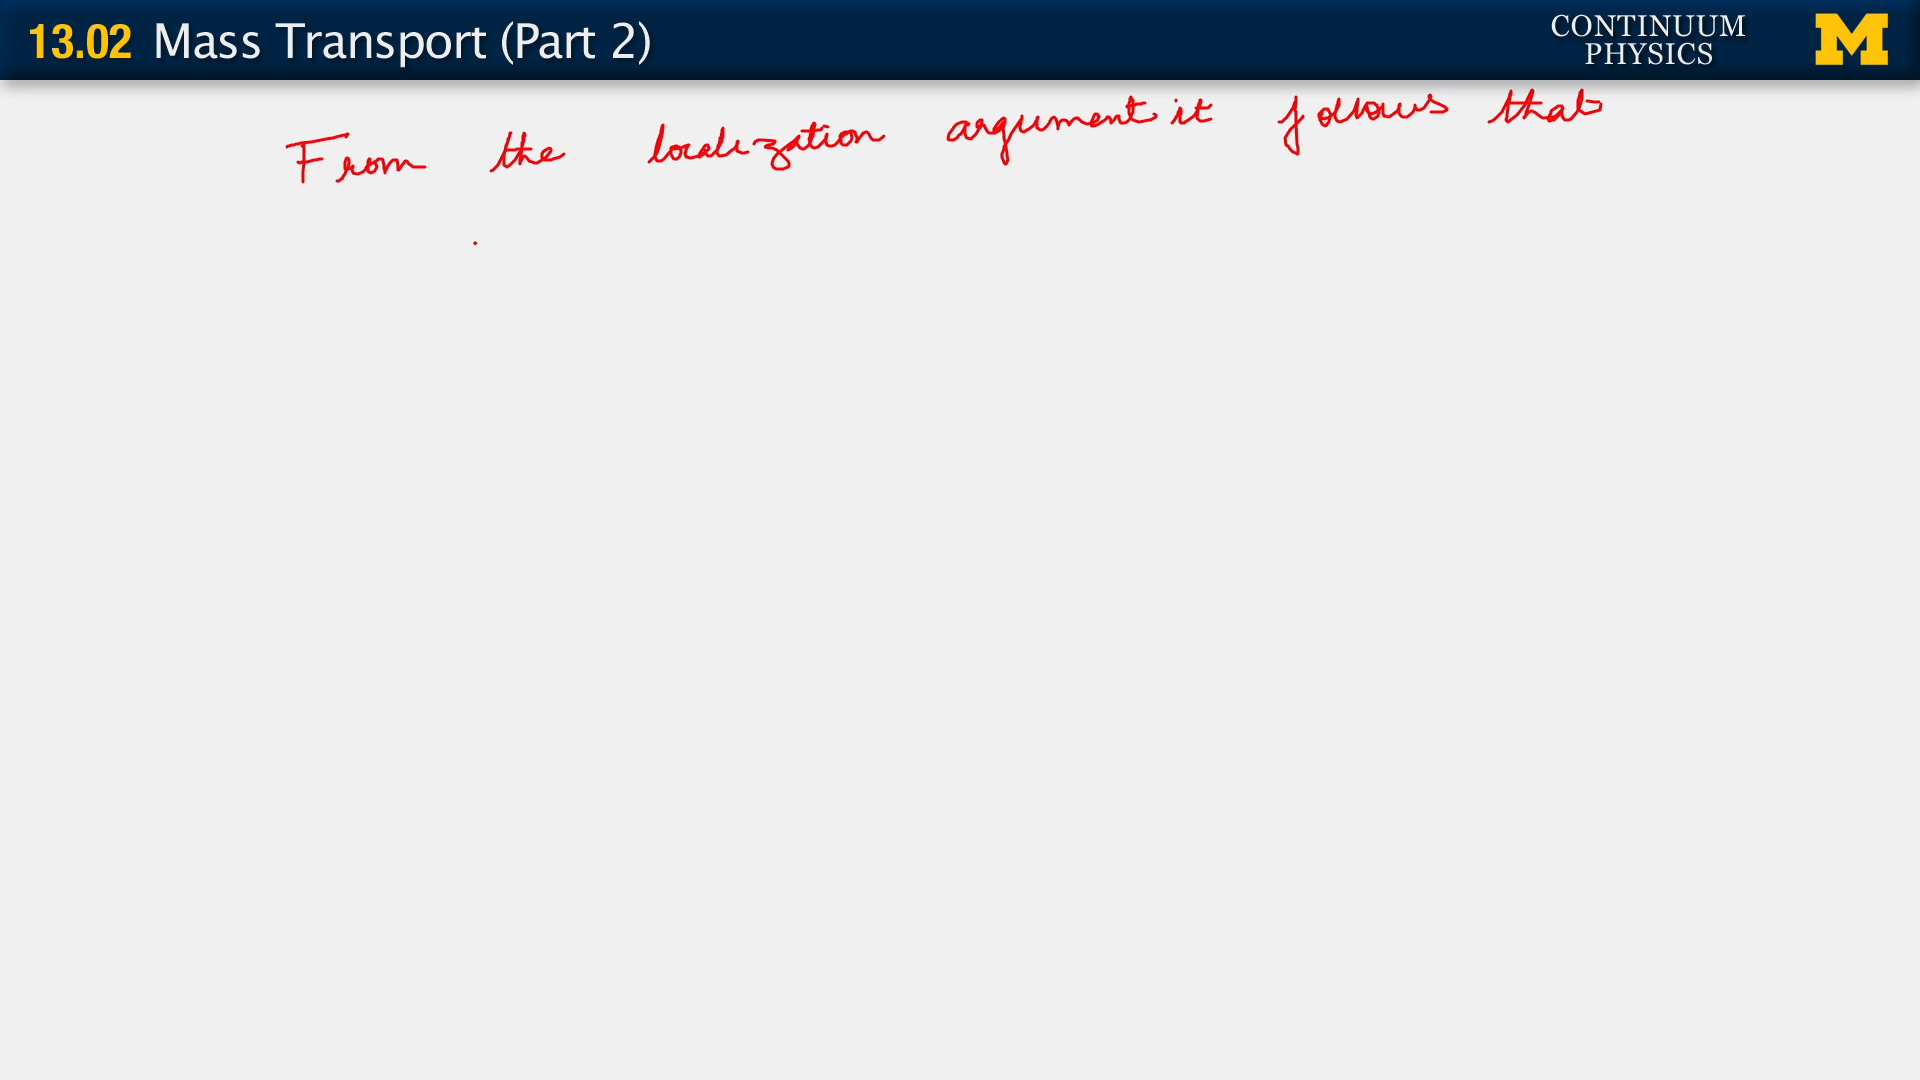 13.02 Mass Transport (Part 2)
CONTINUUM
PHYSICS
M
From the localization argument it follows that